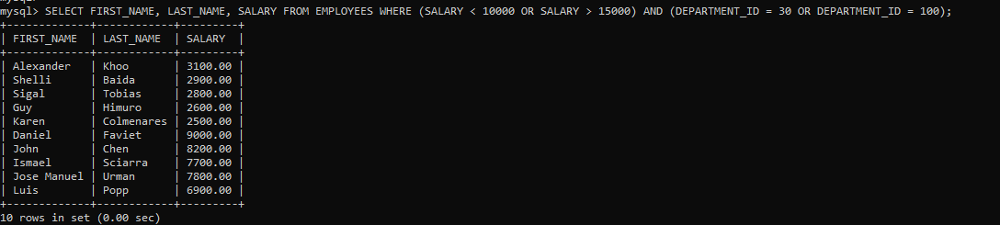 mysql> SELECT FIRST_NAME, LAST_NAME, SALARY FROM EMPLOYEES WHERE (SALARY < 10000 OR SALARY > 15000) AND (DEPARTMENT_ID = 30 OR DEPARTMENT_ID = 100);
+-------------+------------+---------+
| FIRST_NAME  | LAST_NAME  | SALARY  |
+-------------+------------+---------+
| Alexander   | Khoo       | 3100.00 |
| Shelli      | Baida      | 2900.00 |
| Sigal       | Tobias     | 2800.00 |
| Guy         | Himuro     | 2600.00 |
| Karen       | Colmenares | 2500.00 |
| Daniel      | Faviet     | 9000.00 |
| John        | Chen       | 8200.00 |
| Ismael      | Sciarra    | 7700.00 |
| Jose Manuel | Urman      | 7800.00 |
| Luis        | Popp       | 6900.00 |
+-------------+------------+---------+
10 rows in set (0.00 sec)